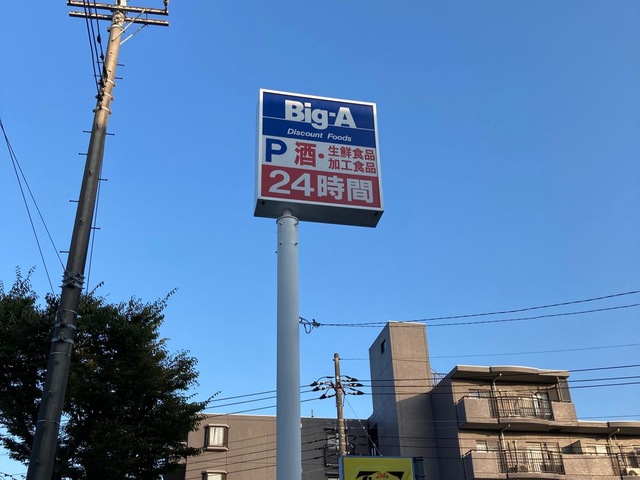 Big-A
Discount Foods
P 酒・生鮮食品
加工食品
24時間